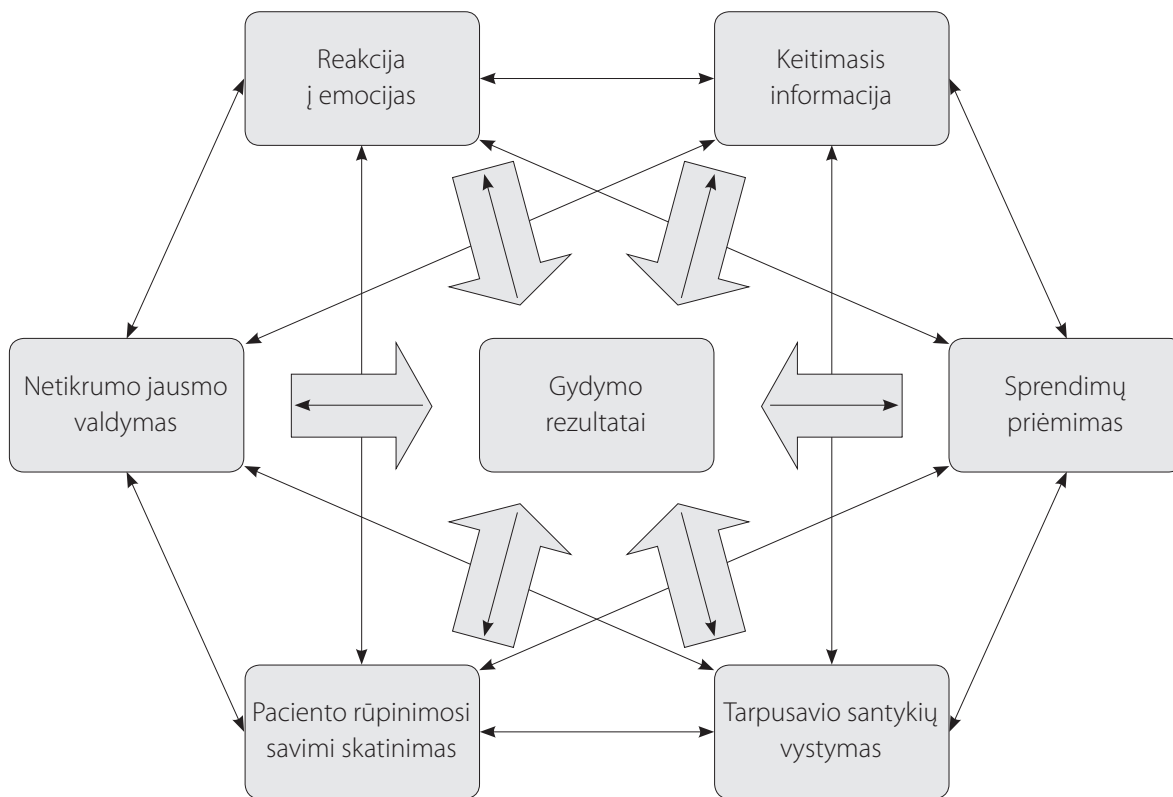 Reakcija
į emocijas
Keitimasis
informacija
Netikrumo jausmo
valdymas
Gydymo
rezultatai
Sprendimų
priėmimas
Paciento rūpinimosi
savimi skatinimas
Tarpusavio santykių
vystymas